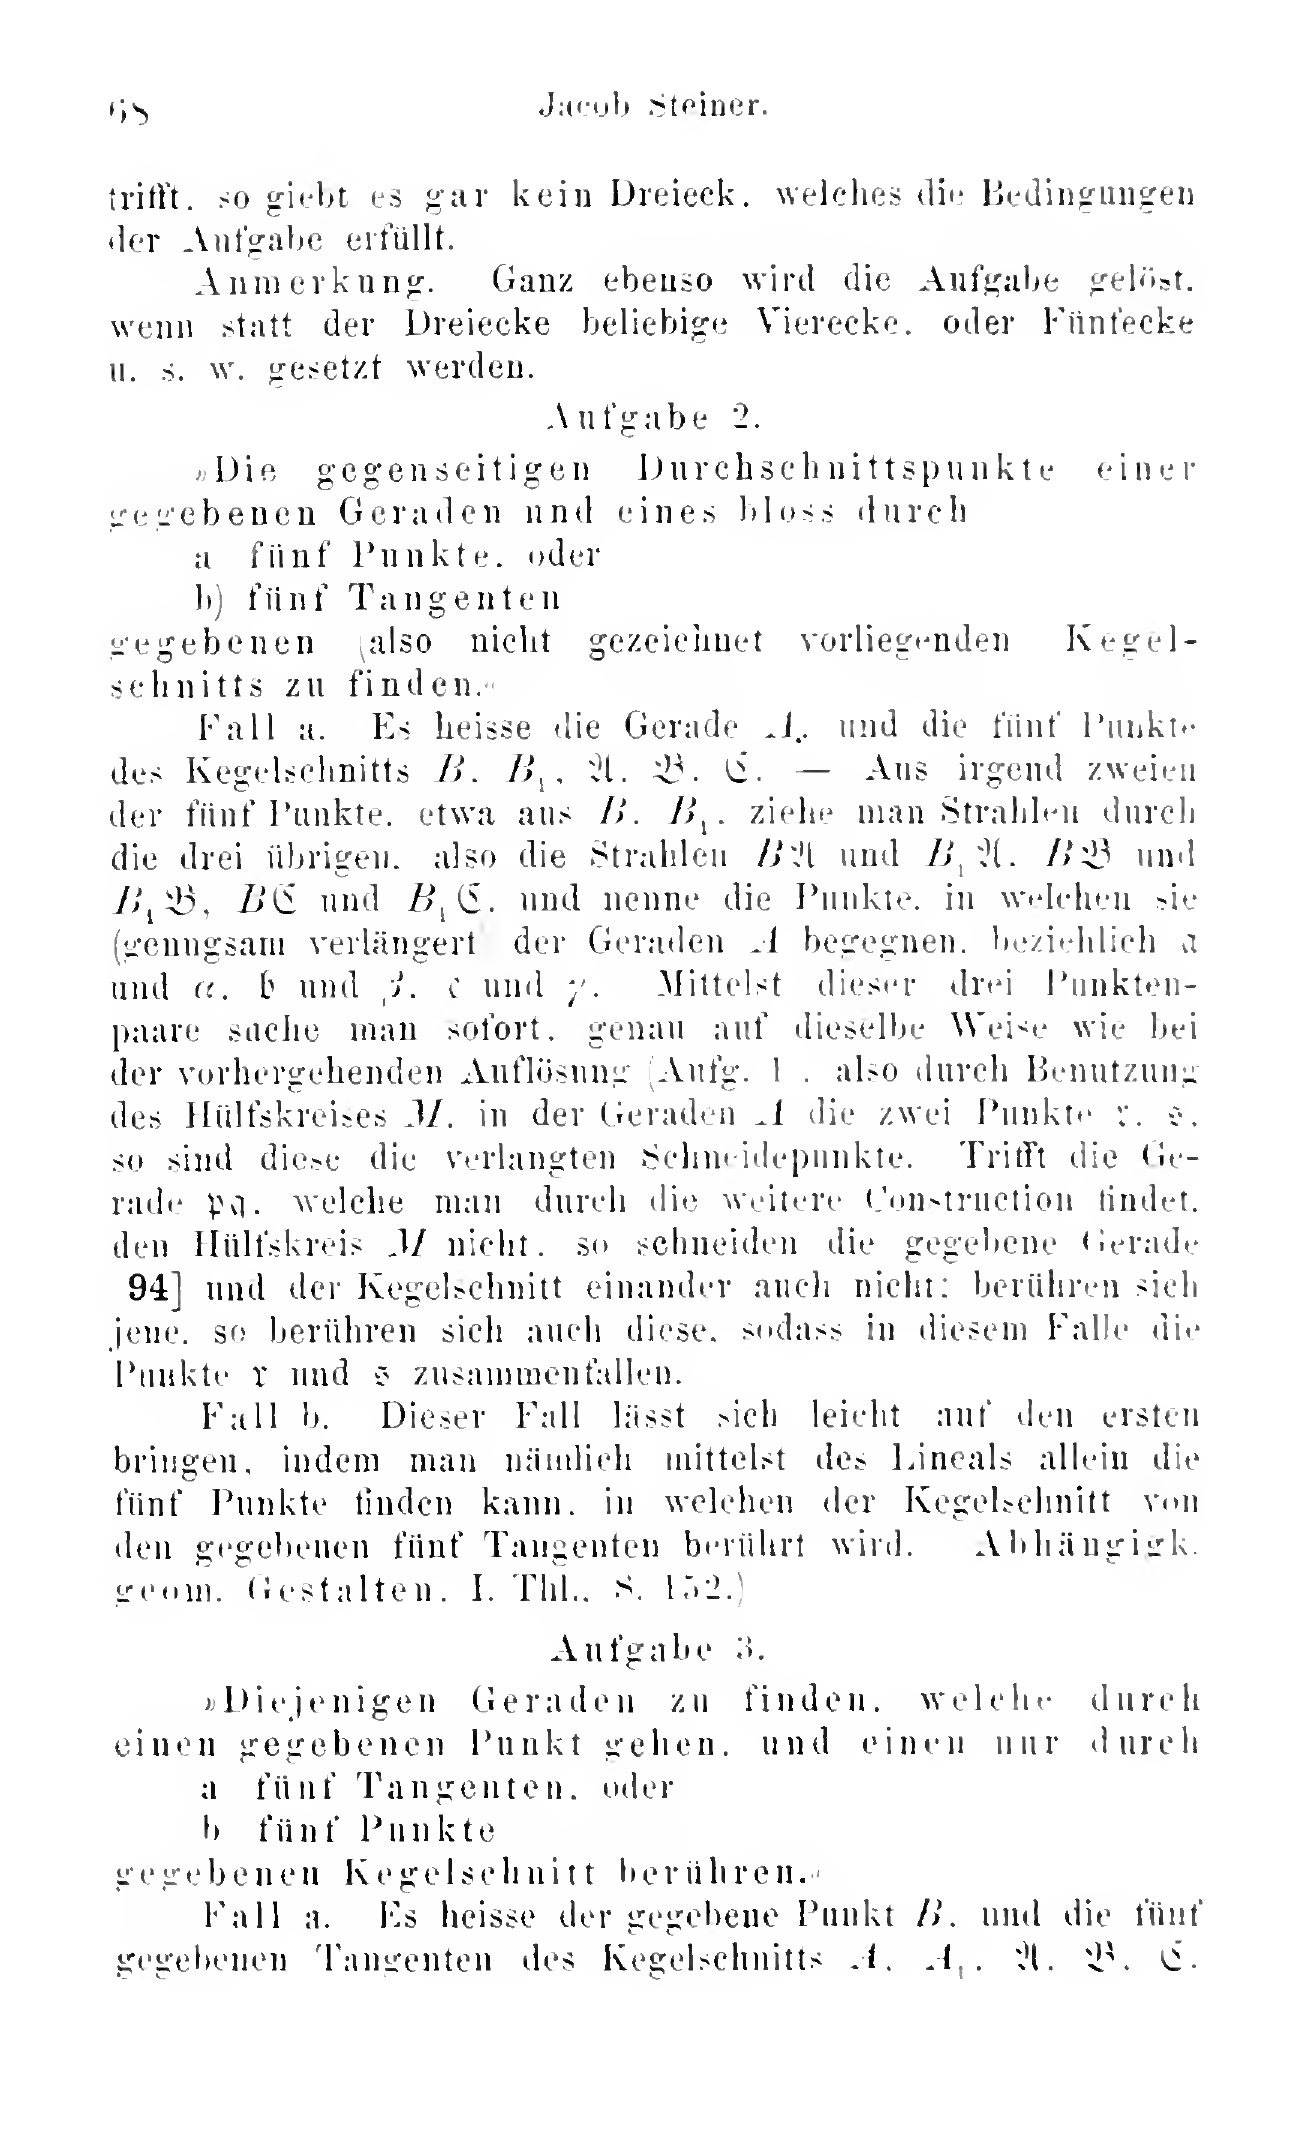 68 Jacob Steiner.
trifft, so giebt es gar kein Dreieck, welches die Bedingungen
der Aufgabe erfüllt.
Anmerkung. Ganz ebenso wird die Aufgabe gelöst,
wenn statt der Dreiecke beliebige Vierecke, oder Fünfecke
u. s. w. gesetzt werden.
Aufgabe 2.
»Die gegenseitigen Durchschnittspunkte einer
gegebenen Geraden und eines bloss durch
a) fünf Punkte, oder
b) fünf Tangenten
gegebenen (also nicht gezeichnet vorliegenden) Kegel-
schnitts zu finden.«
Fall a. Es heisse die Gerade A, und die fünf Punkte
des Kegelschnitts B, B₁, 𝔄, 𝔅, ℭ. — Aus irgend zweien
der fünf Punkte, etwa aus B, B₁, ziehe man Strahlen durch
die drei übrigen, also die Strahlen B𝔄 und B₁𝔄, B𝔅 und
B₁𝔅, Bℭ und B₁ℭ, und nenne die Punkte, in welchen sie
(genugsam verlängert) der Geraden A begegnen, beziehlich 𝔞
und α, 𝔟 und β, 𝔠 und γ. Mittelst dieser drei Punkten-
paare suche man sofort, genau auf dieselbe Weise wie bei
der vorhergehenden Auflösung (Aufg. 1), also durch Benutzung
des Hülfskreises M, in der Geraden A die zwei Punkte 𝔯, 𝔰,
so sind diese die verlangten Schneidepunkte. Trifft die Ge-
rade 𝔭𝔮, welche man durch die weitere Construction findet,
den Hülfskreis M nicht, so schneiden die gegebene Gerade
94] und der Kegelschnitt einander auch nicht; berühren sich
jene, so berühren sich auch diese, sodass in diesem Falle die
Punkte 𝔯 und 𝔰 zusammenfallen.
Fall b. Dieser Fall lässt sich leicht auf den ersten
bringen, indem man nämlich mittelst des Lineals allein die
fünf Punkte finden kann, in welchen der Kegelschnitt von
den gegebenen fünf Tangenten berührt wird. (Abhängigk.
geom. Gestalten, I. Thl., S. 152.)
Aufgabe 3.
»Diejenigen Geraden zu finden, welche durch
einen gegebenen Punkt gehen, und einen nur durch
a) fünf Tangenten, oder
b) fünf Punkte
gegebenen Kegelschnitt berühren.«
Fall a. Es heisse der gegebene Punkt B, und die fünf
gegebenen Tangenten des Kegelschnitts A, A₁, 𝔄, 𝔅, ℭ.